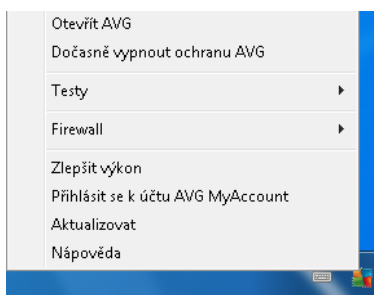 Otevřít AVG
Dočasně vypnout ochranu AVG
Testy
Firewall
Zlepšit výkon
Přihlásit se k účtu AVG MyAccount
Aktualizovat
Nápověda